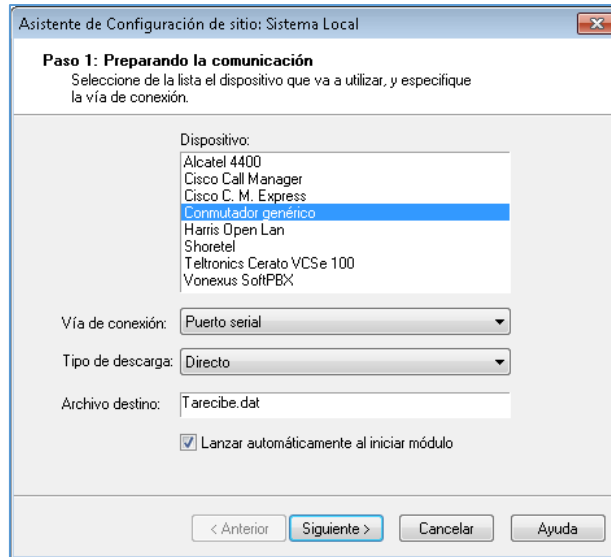 Asistente de Configuración de sitio: Sistema Local
Paso 1: Preparando la comunicación
Seleccione de la lista el dispositivo que va a utilizar, y especifique
la vía de conexión.
Dispositivo:
Alcatel 4400
Cisco Call Manager
Cisco C. M. Express
Conmutador genérico
Harris Open Lan
Shoretel
Teltronics Cerato VCSe 100
Vonexus SoftPBX
Vía de conexión: Puerto serial
Tipo de descarga: Directo
Archivo destino: Tarecibe.dat
Lanzar automáticamente al iniciar módulo
< Anterior Siguiente > Cancelar Ayuda